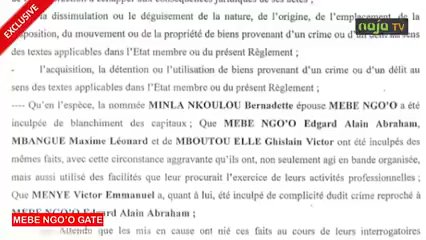 conséquences
EXCLUSIVE
naja TV
la dissimulation ou le déguisement de la nature, de l'origine, de l'emplacement, de la
disposition, du mouvement ou de la propriété de biens provenant d'un crime ou d'un délit au sens
des textes applicables dans l'Etat membre ou du présent Règlement ;
- l'acquisition, la détention ou l'utilisation de biens provenant d'un crime ou d'un délit au
sens des textes applicables dans l'Etat membre ou du présent Règlement ;
---- Qu'en l'espèce, la nommée MINLA NKOULOU Bernadette épouse MEBE NGO'O a été
inculpée de blanchiment des capitaux ; Que MEBE NGO'O Edgard Alain Abraham,
MBANGUE Maxime Léonard et de MBOUTOU ELLE Ghislain Victor ont été inculpés des
mêmes faits, avec cette circonstance aggravante qu'ils ont, non seulement agi en bande organisée,
mais aussi utilisé des facilités que leur procurait l'exercice de leurs activités professionnelles ;
Que MENYE Victor Emmanuel a, quant à lui, été inculpé de complicité dudit crime reproché à
MEBE NGO'O Edgard Alain Abraham ;
MEBE NGO'O GATE
Attendu que les mis en cause ont nié ces faits au cours de leurs interrogatoires